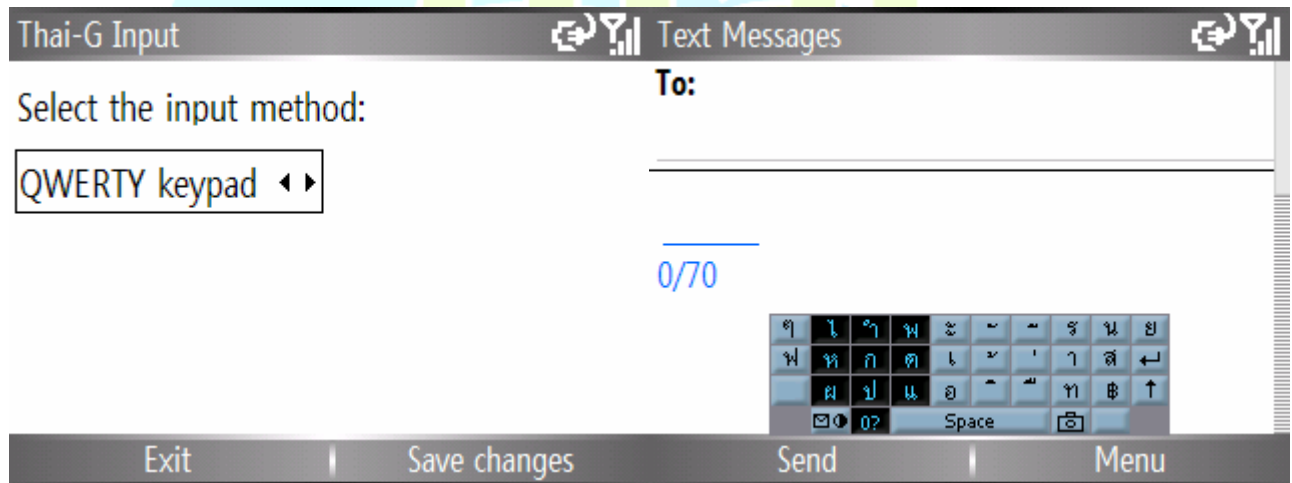 Thai-G Input
Select the input method:
QWERTY keypad
Exit
Save changes
Text Messages
To:
0/70
ๆ ไ ำ พ ะ ั ี ร น ย
ฟ ห ก ด เ ้ ่ า ส
ผ ป แ อ ิ ื ท ฿
0? Space
Send
Menu